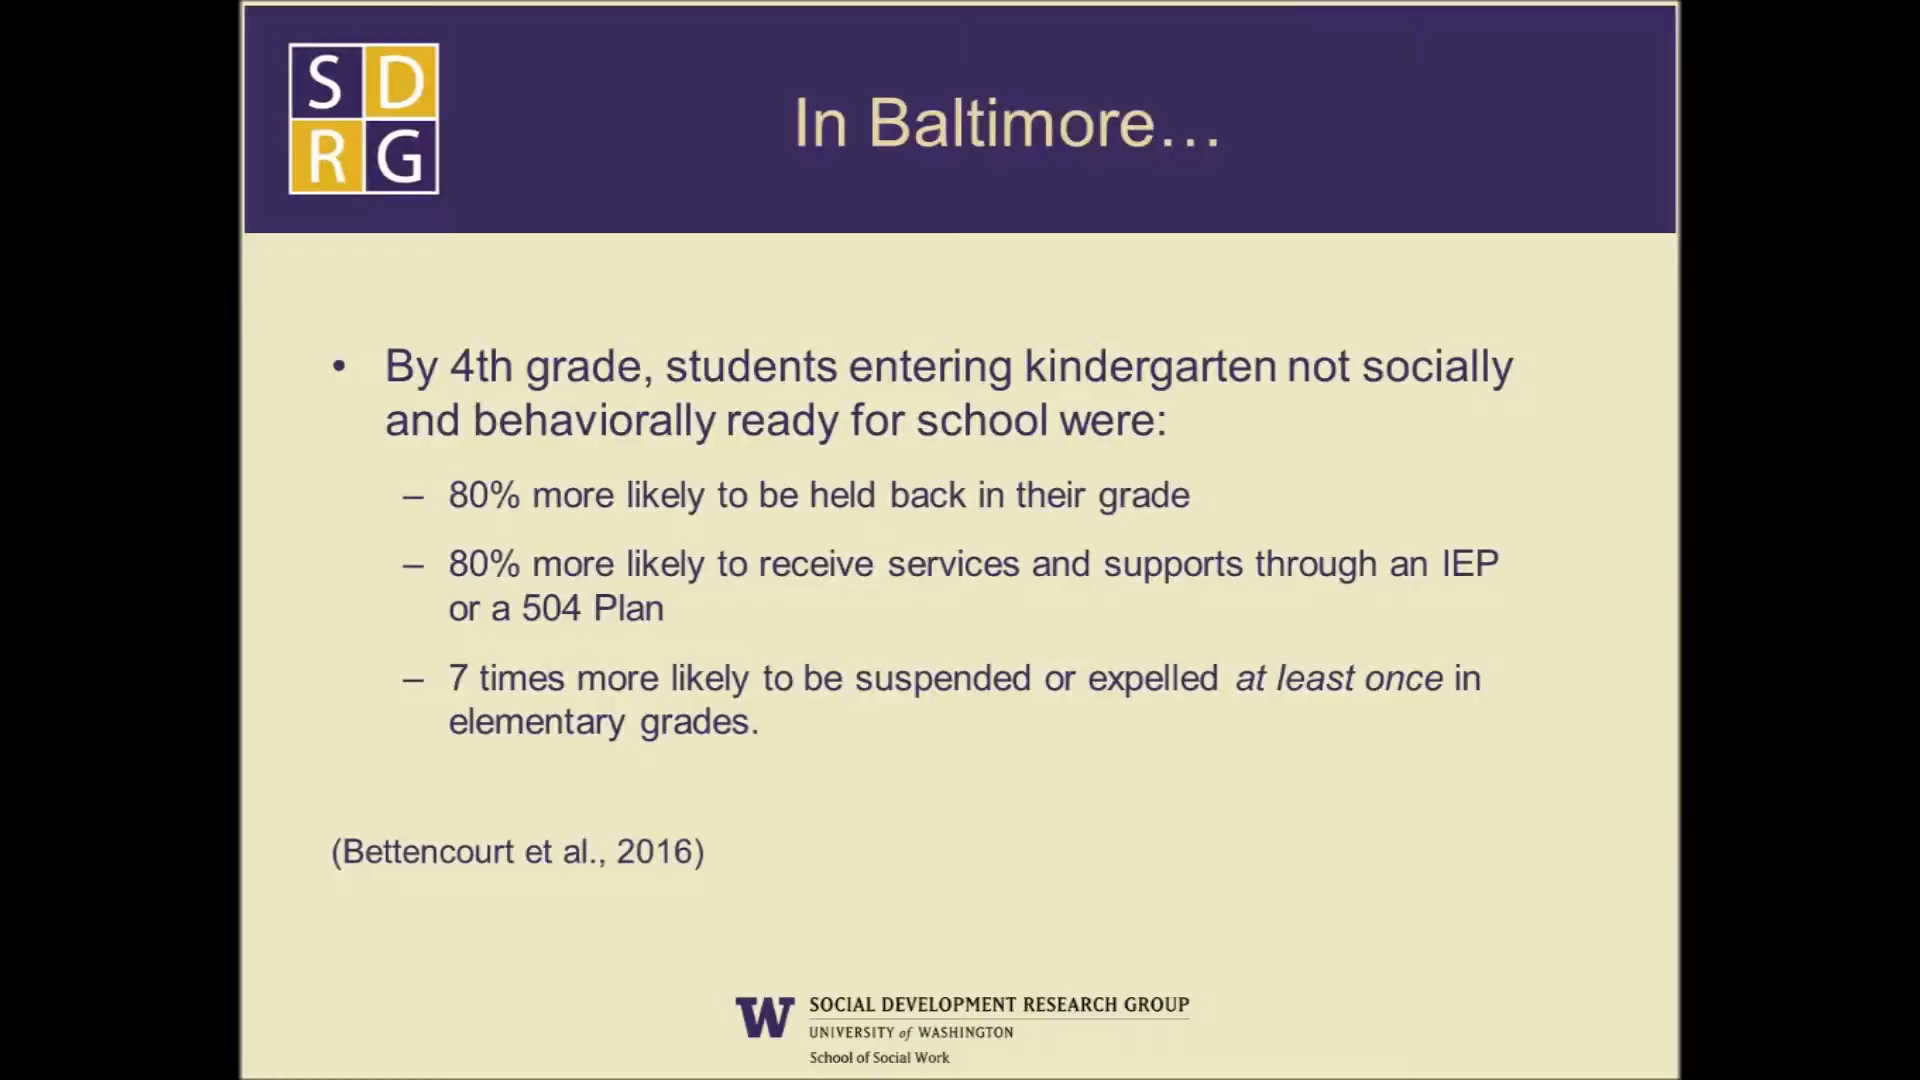 S D
R G
In Baltimore…
• By 4th grade, students entering kindergarten not socially
and behaviorally ready for school were:
– 80% more likely to be held back in their grade
– 80% more likely to receive services and supports through an IEP
or a 504 Plan
– 7 times more likely to be suspended or expelled at least once in
elementary grades.
(Bettencourt et al., 2016)
W SOCIAL DEVELOPMENT RESEARCH GROUP
UNIVERSITY of WASHINGTON
School of Social Work